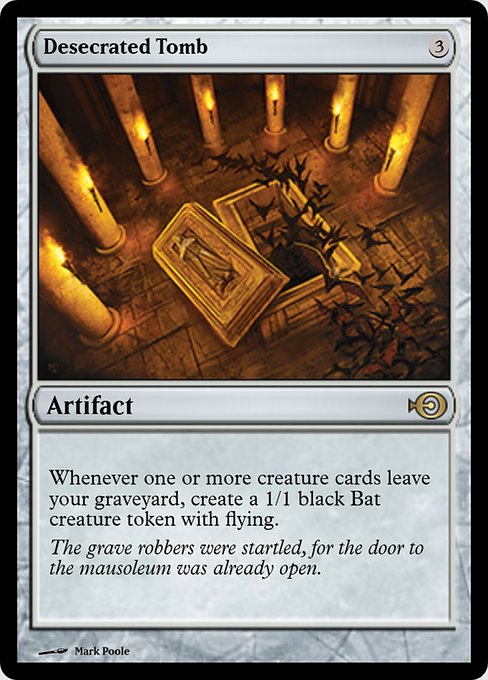 Desecrated Tomb 3
Artifact
Whenever one or more creature cards leave
your graveyard, create a 1/1 black Bat
creature token with flying.
The grave robbers were startled, for the door to
the mausoleum was already open.
Mark Poole